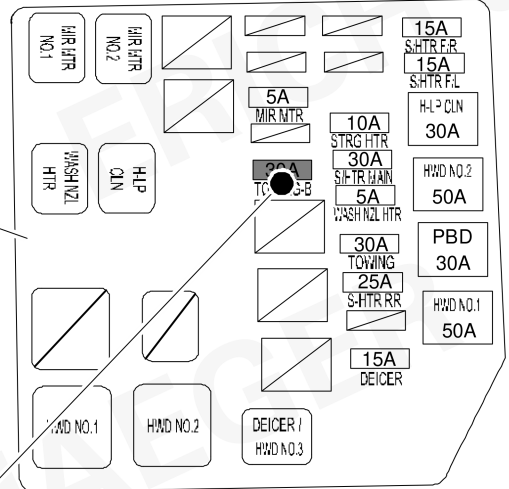 MIR MTR
NO.1
MIR MTR
NO.2
15A
S/HTR F/R
15A
S/HTR F/L
5A
MIR MTR
H-LP CLN
30A
10A
STRG HTR
30A
S/HTR MAIN
5A
WASH NZL HTR
30A
TOWING-B
WASH NZL
HTR
H-LP
CLN
HWD NO.2
50A
PBD
30A
30A
TOWING
25A
S-HTR RR
HWD NO.1
50A
15A
DEICER
HWD NO.1
HWD NO.2
DEICER /
HWD NO.3